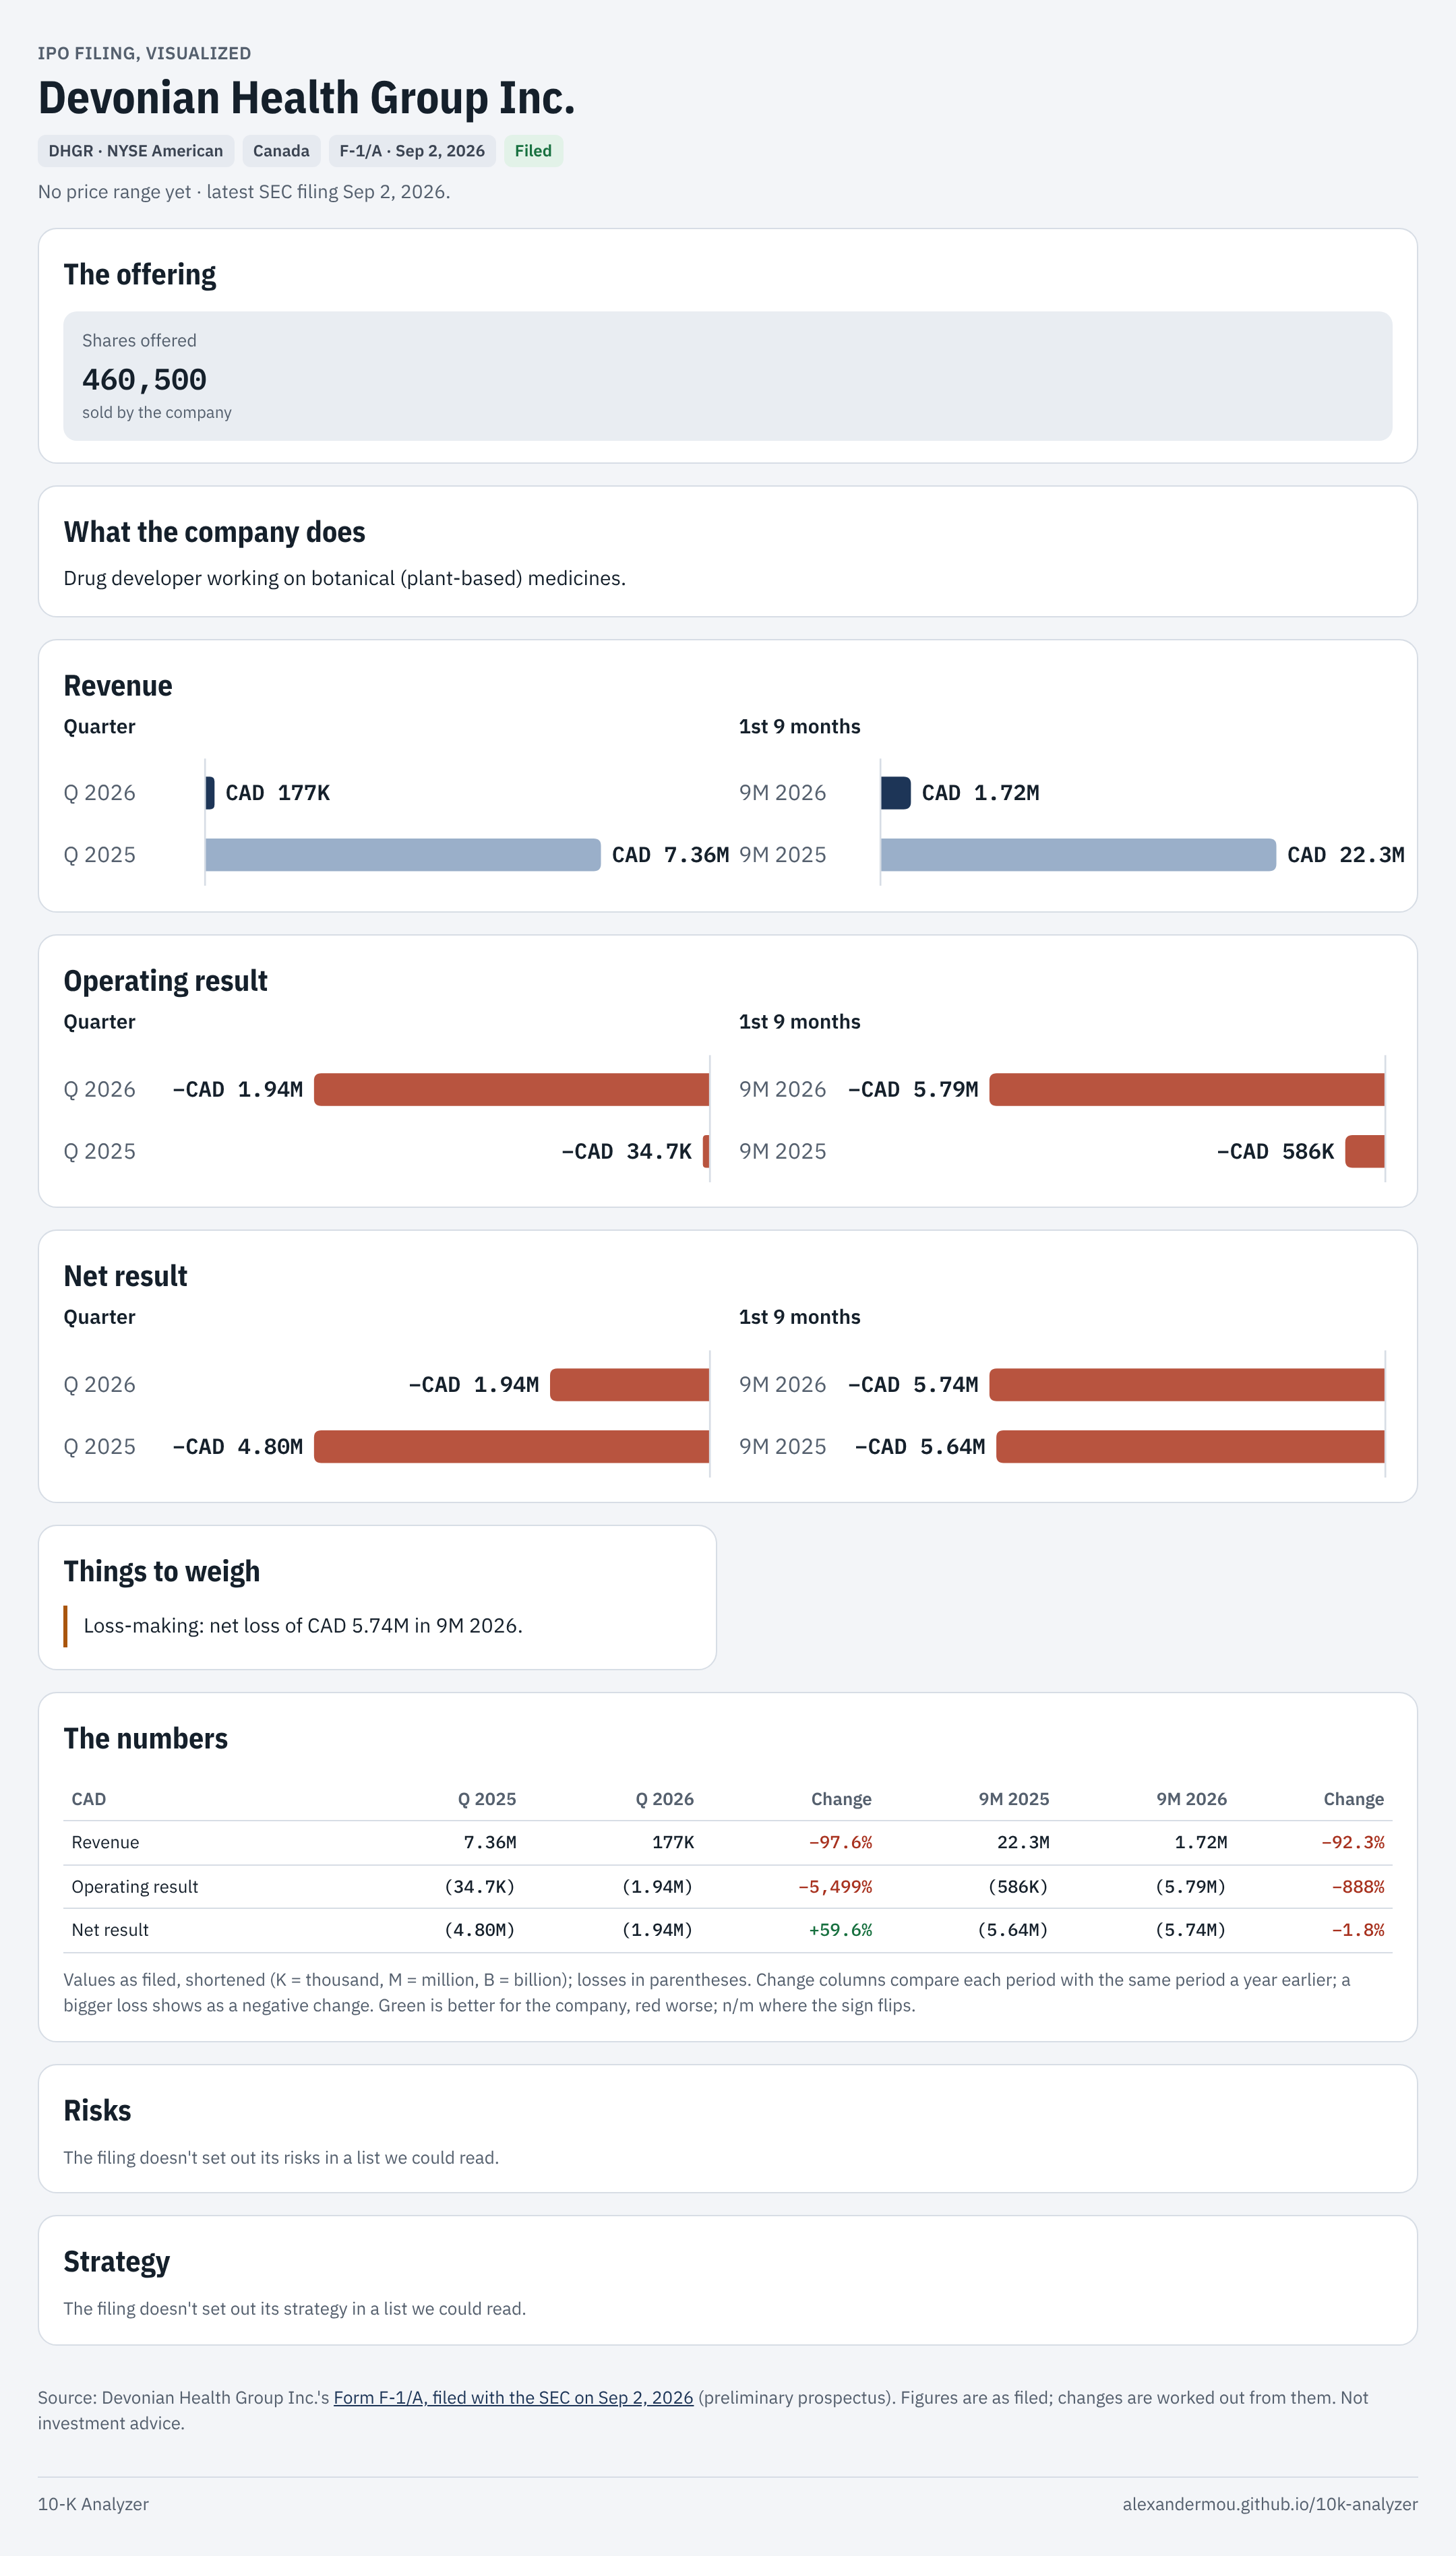 IPO FILING, VISUALIZED
Devonian Health Group Inc.
DHGR · NYSE American Canada F-1/A · Sep 2, 2026 Filed
No price range yet · latest SEC filing Sep 2, 2026.
The offering
Shares offered
460,500
sold by the company
What the company does
Drug developer working on botanical (plant-based) medicines.
Revenue
Quarter
Q 2026 CAD 177K
Q 2025 CAD 7.36M
1st 9 months
9M 2026 CAD 1.72M
9M 2025 CAD 22.3M
Operating result
Quarter
Q 2026 −CAD 1.94M
Q 2025 −CAD 34.7K
1st 9 months
9M 2026 −CAD 5.79M
9M 2025 −CAD 586K
Net result
Quarter
Q 2026 −CAD 1.94M
Q 2025 −CAD 4.80M
1st 9 months
9M 2026 −CAD 5.74M
9M 2025 −CAD 5.64M
Things to weigh
Loss-making: net loss of CAD 5.74M in 9M 2026.
The numbers
CAD Q 2025 Q 2026 Change 9M 2025 9M 2026 Change
Revenue 7.36M 177K −97.6% 22.3M 1.72M −92.3%
Operating result (34.7K) (1.94M) −5,499% (586K) (5.79M) −888%
Net result (4.80M) (1.94M) +59.6% (5.64M) (5.74M) −1.8%
Values as filed, shortened (K = thousand, M = million, B = billion); losses in parentheses. Change columns compare each period with the same period a year earlier; a
bigger loss shows as a negative change. Green is better for the company, red worse; n/m where the sign flips.
Risks
The filing doesn't set out its risks in a list we could read.
Strategy
The filing doesn't set out its strategy in a list we could read.
Source: Devonian Health Group Inc.'s Form F-1/A, filed with the SEC on Sep 2, 2026 (preliminary prospectus). Figures are as filed; changes are worked out from them. Not
investment advice.
10-K Analyzer alexandermou.github.io/10k-analyzer